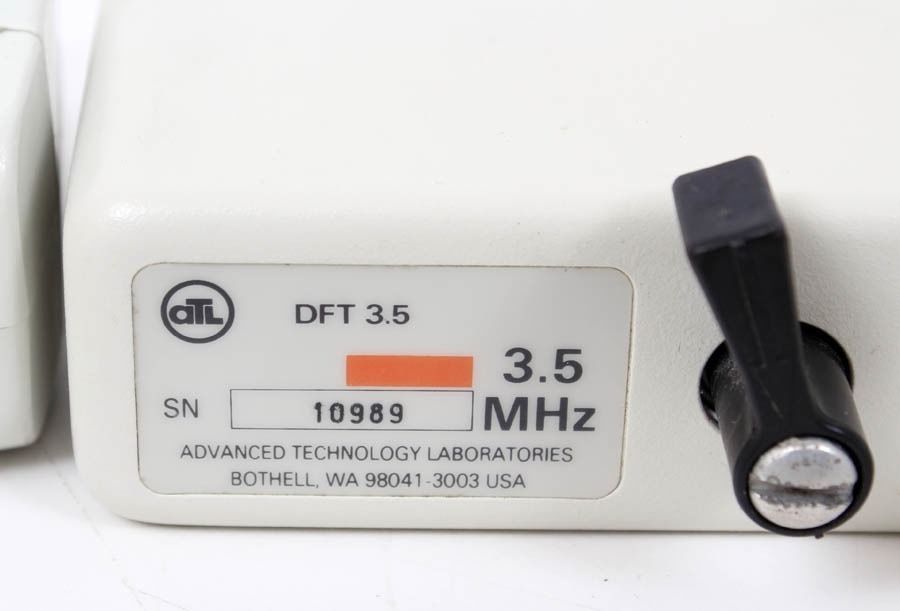 aTL
DFT 3.5
3.5
SN 10989 MHz
ADVANCED TECHNOLOGY LABORATORIES
BOTHELL, WA 98041-3003 USA